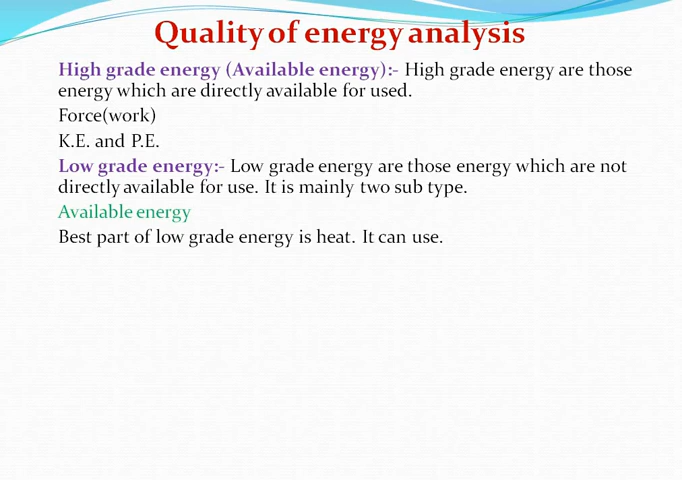 Quality of energy analysis
High grade energy (Available energy):- High grade energy are those
energy which are directly available for used.
Force(work)
K.E. and P.E.
Low grade energy:- Low grade energy are those energy which are not
directly available for use. It is mainly two sub type.
Available energy
Best part of low grade energy is heat. It can use.